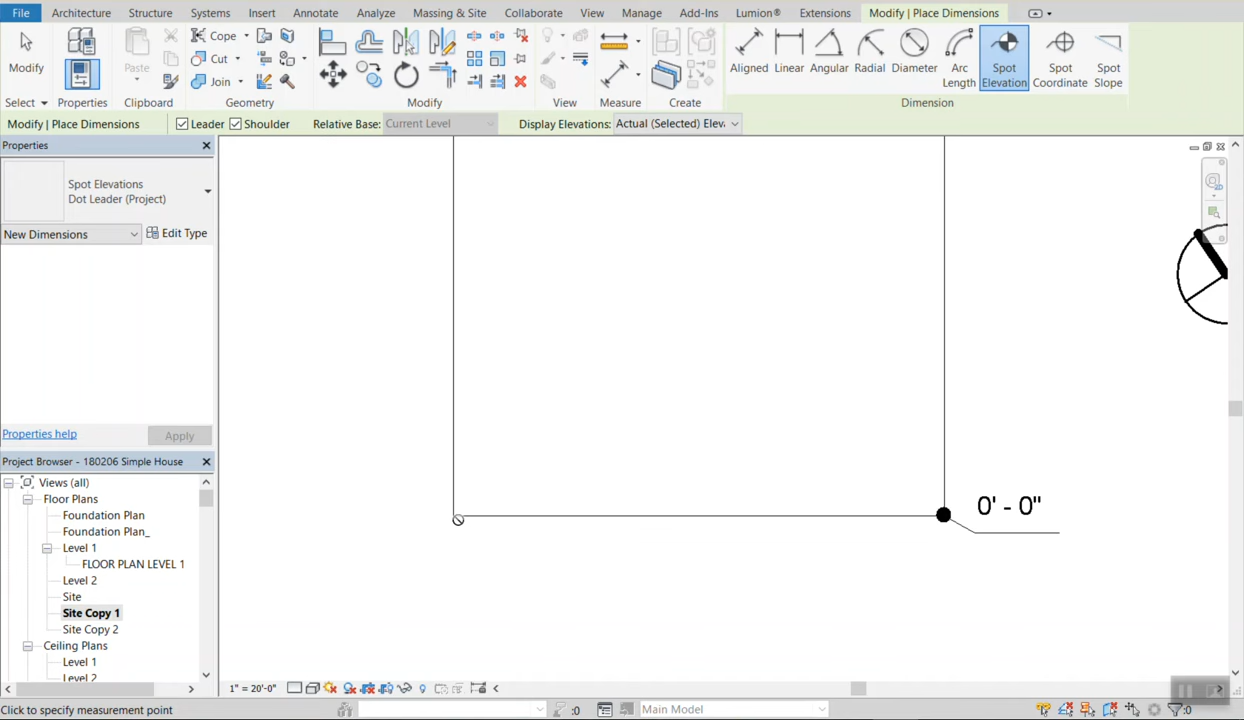 File Architecture Structure Systems Insert Annotate Analyze Massing & Site Collaborate View Manage Add-Ins Lumion® Extensions Modify | Place Dimensions
Modify
Paste
Cope
Cut
Join
Aligned Linear Angular Radial Diameter Arc Length Spot Elevation Spot Coordinate Spot Slope
Select Properties Clipboard Geometry Modify View Measure Create Dimension
Modify | Place Dimensions Leader Shoulder Relative Base: Current Level Display Elevations: Actual (Selected) Elev
Properties
Spot Elevations
Dot Leader (Project)
New Dimensions Edit Type
Properties help Apply
Project Browser - 180206 Simple House
Views (all)
Floor Plans
Foundation Plan
Foundation Plan_
Level 1
FLOOR PLAN LEVEL 1
Level 2
Site
Site Copy 1
Site Copy 2
Ceiling Plans
Level 1
Level 2
0' - 0"
1" = 20'-0"
Click to specify measurement point :0 Main Model :0